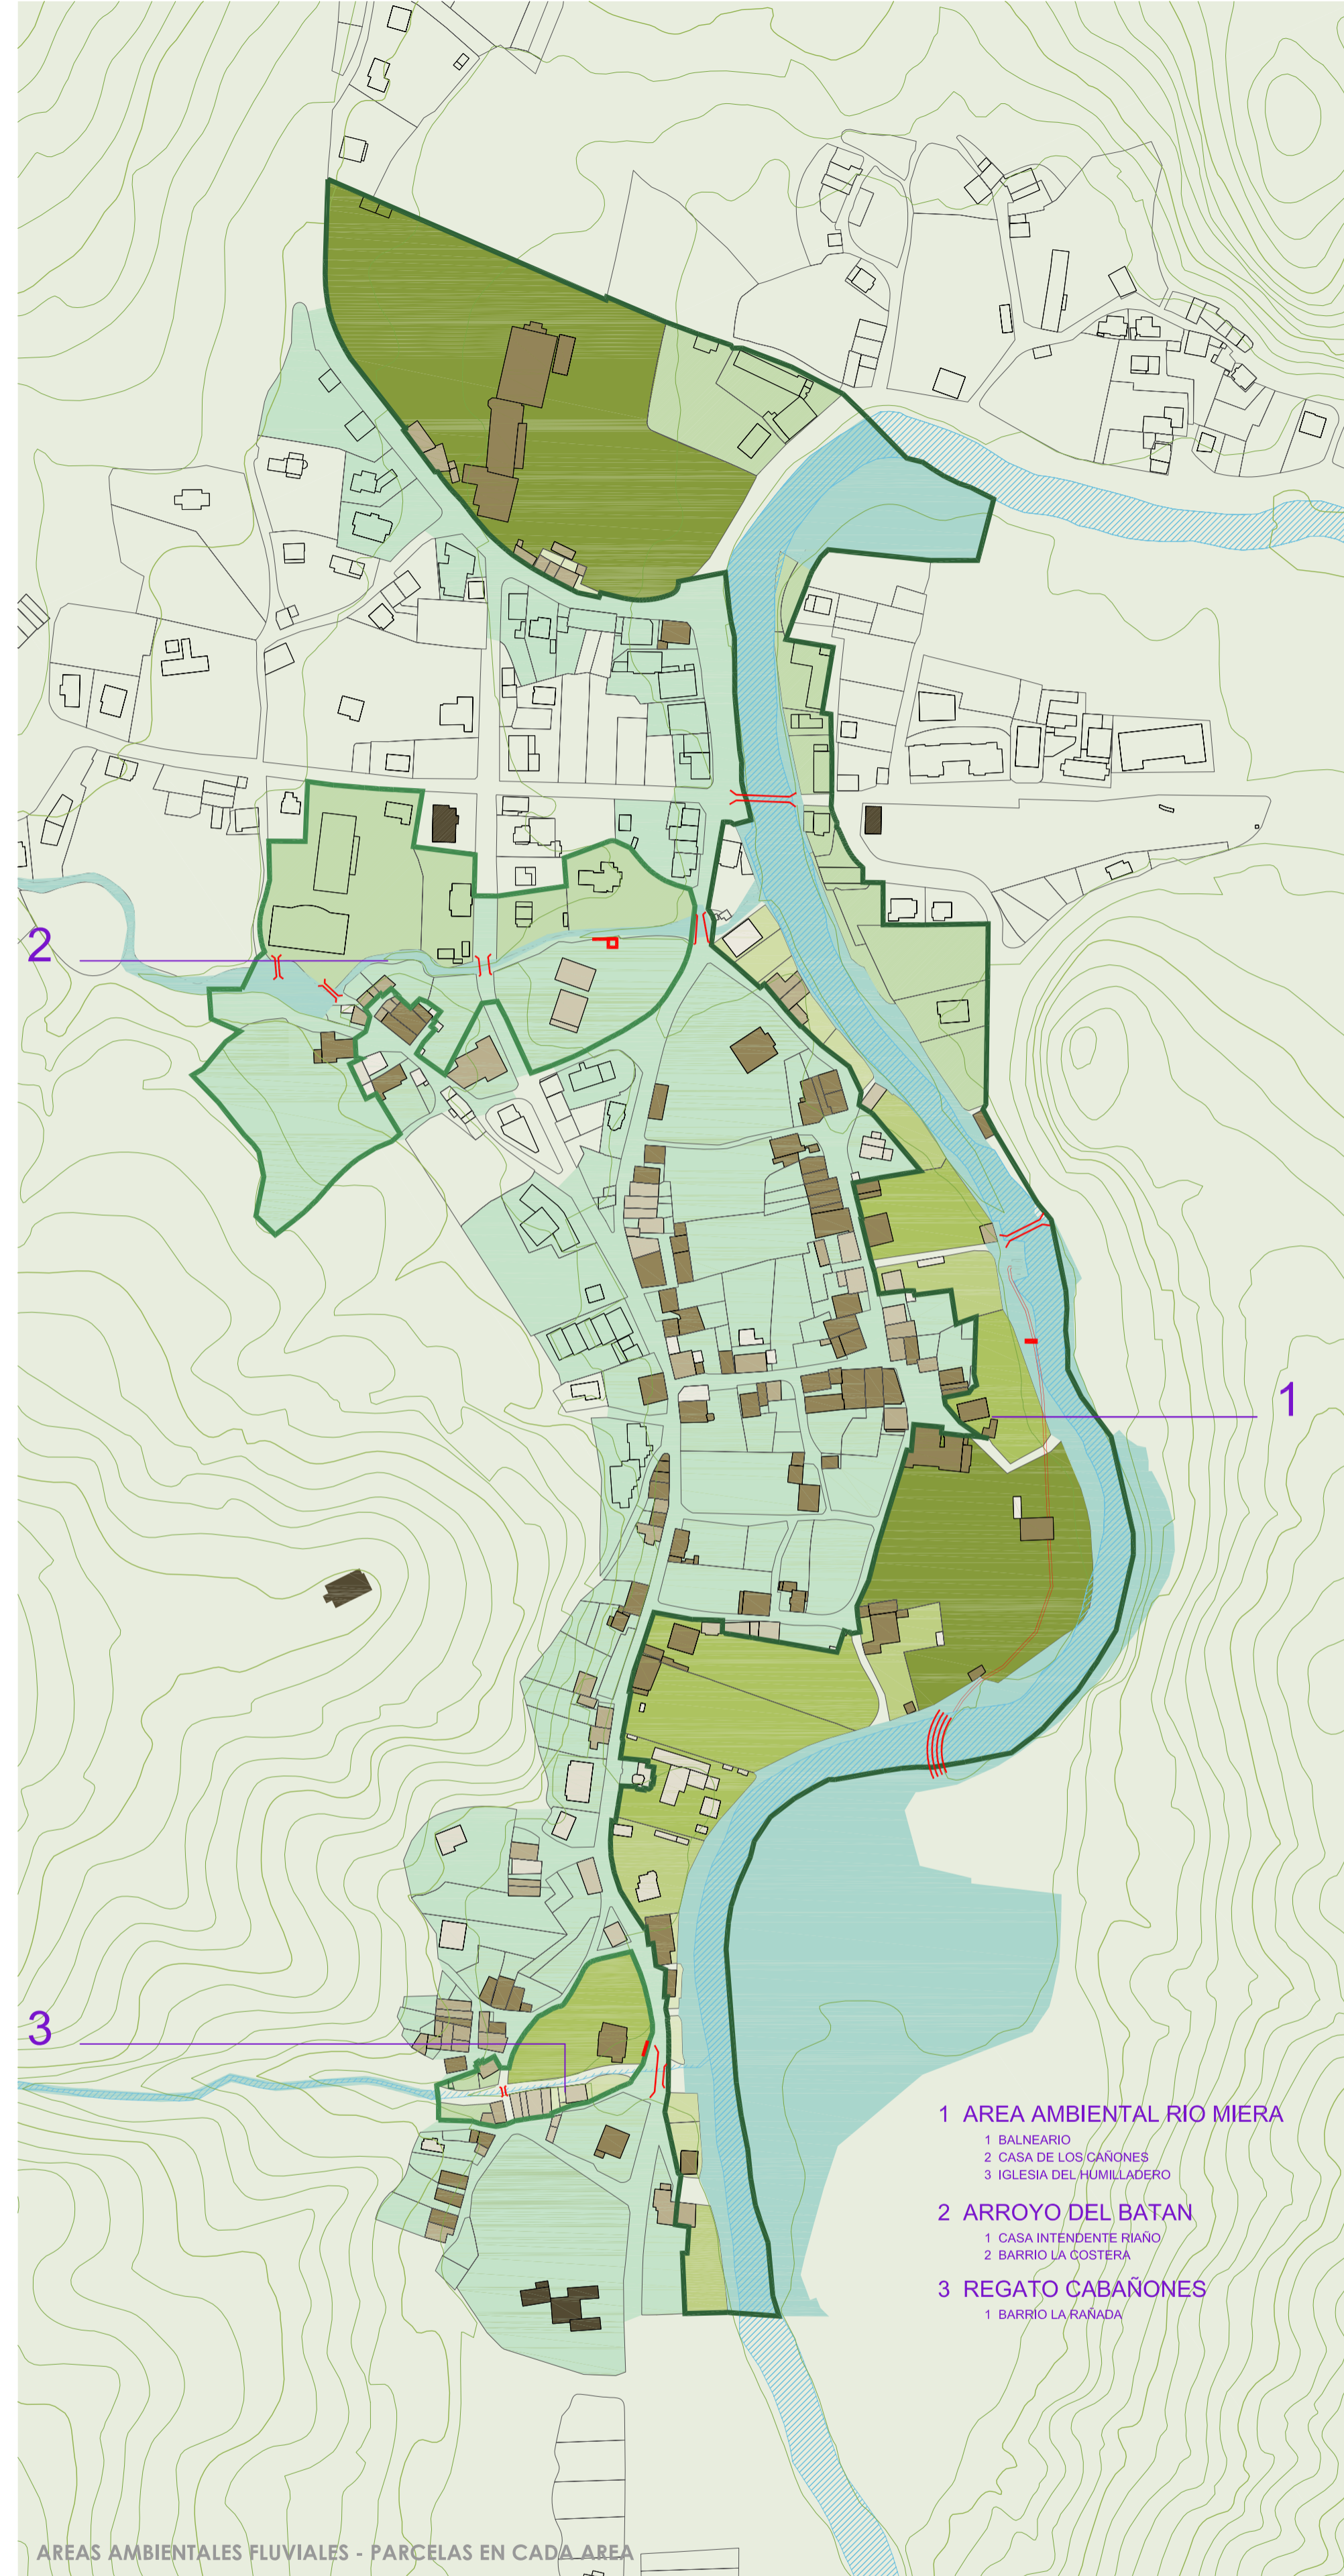 2
1
3
1 AREA AMBIENTAL RIO MIERA
1 BALNEARIO
2 CASA DE LOS CAÑONES
3 IGLESIA DEL HUMILLADERO
2 ARROYO DEL BATAN
1 CASA INTENDENTE RIAÑO
2 BARRIO LA COSTERA
3 REGATO CABAÑONES
1 BARRIO LA RAÑADA
AREAS AMBIENTALES FLUVIALES - PARCELAS EN CADA AREA